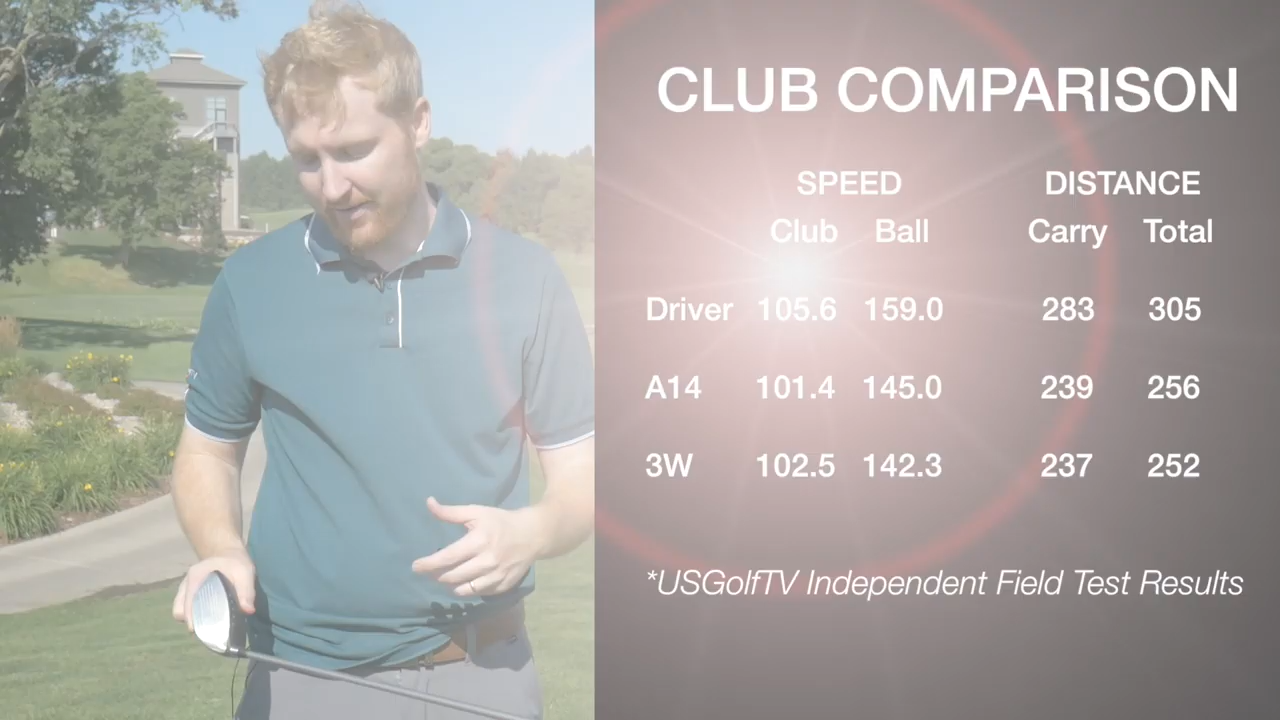 CLUB COMPARISON
SPEED DISTANCE
Club Ball Carry Total
Driver 105.6 159.0 283 305
A14 101.4 145.0 239 256
3W 102.5 142.3 237 252
*USGolfTV Independent Field Test Results